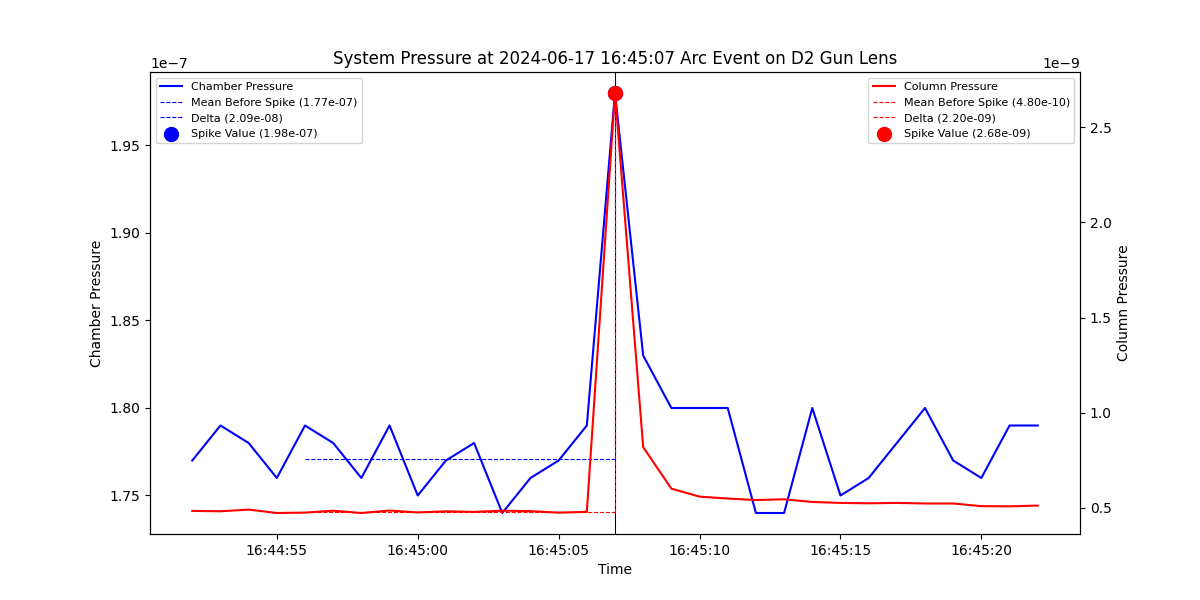 System Pressure at 2024-06-17 16:45:07 Arc Event on D2 Gun Lens
1e−7
1e−9
Chamber Pressure
Mean Before Spike (1.77e-07)
Delta (2.09e-08)
Spike Value (1.98e-07)
Column Pressure
Mean Before Spike (4.80e-10)
Delta (2.20e-09)
Spike Value (2.68e-09)
1.95
1.90
1.85
1.80
1.75
Chamber Pressure
2.5
2.0
1.5
1.0
0.5
Column Pressure
16:44:55
16:45:00
16:45:05
16:45:10
16:45:15
16:45:20
Time